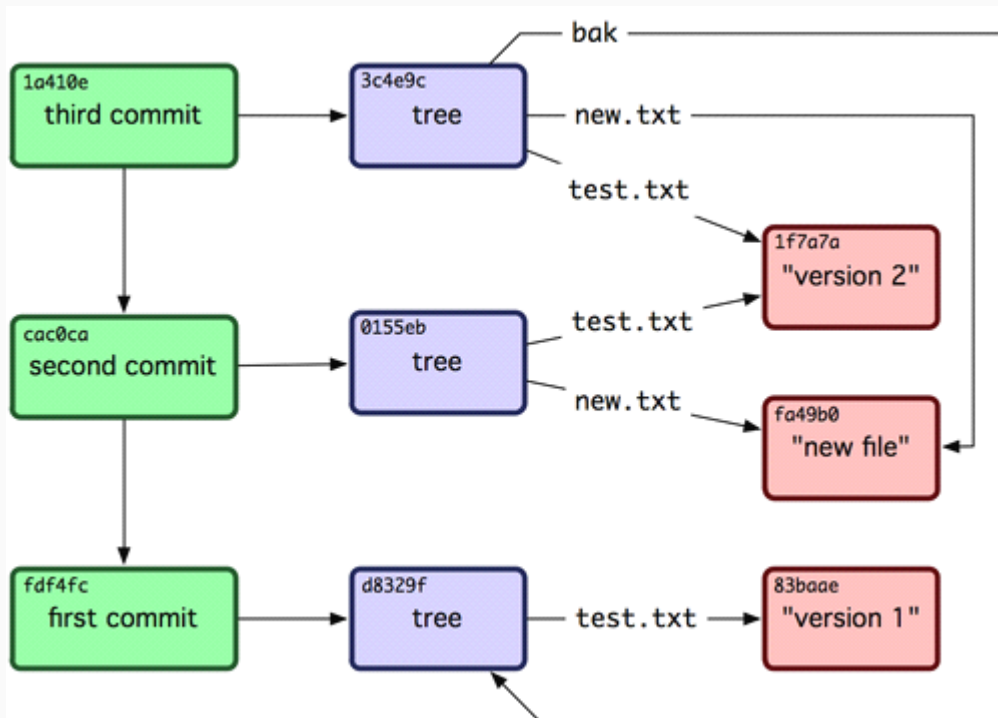 bak
1a410e
third commit
3c4e9c
tree
new.txt
test.txt
1f7a7a
"version 2"
cac0ca
second commit
0155eb
tree
test.txt
new.txt
fa49b0
"new file"
fdf4fc
first commit
d8329f
tree
test.txt
83baae
"version 1"